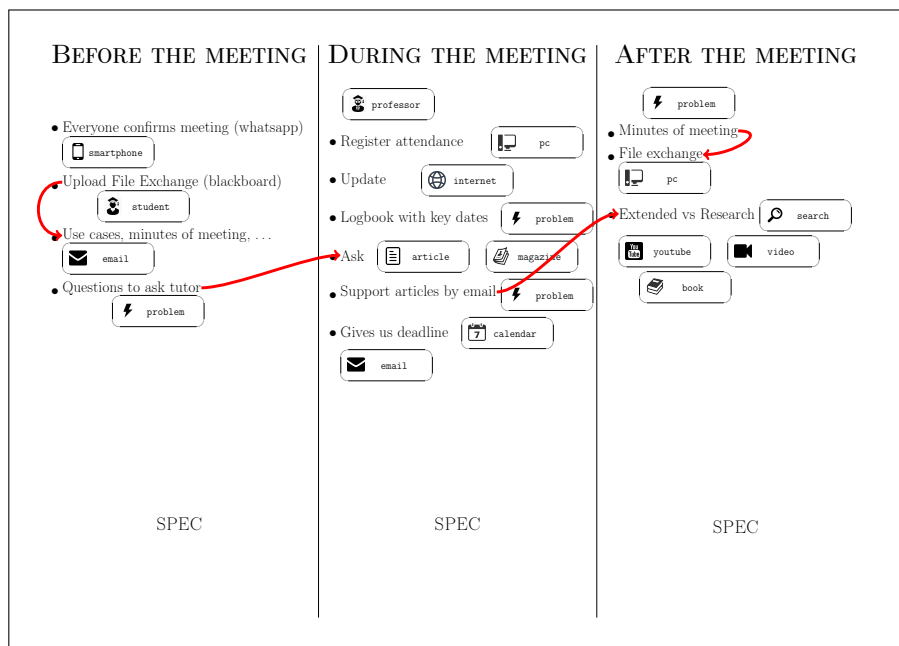 BEFORE THE MEETING
• Everyone confirms meeting (whatsapp)
smartphone
• Upload File Exchange (blackboard)
student
• Use cases, minutes of meeting, …
email
• Questions to ask tutor
problem
SPEC
DURING THE MEETING
professor
• Register attendance pc
• Update internet
• Logbook with key dates problem
• Ask article magazine
• Support articles by email problem
• Gives us deadline 7 calendar
email
SPEC
AFTER THE MEETING
problem
• Minutes of meeting
• File exchange
pc
• Extended vs Research search
You Tube youtube video
book
SPEC